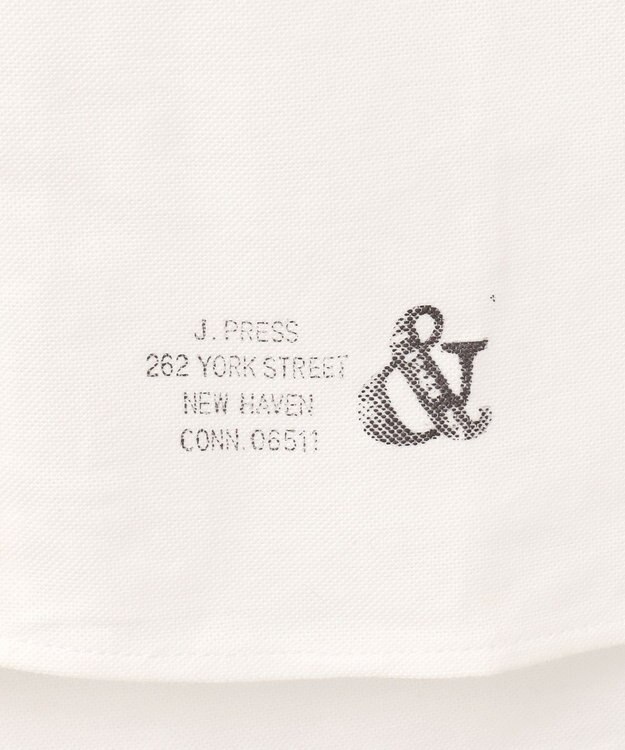 J. PRESS
262 YORK STREET
NEW HAVEN
CONN. 06511
&